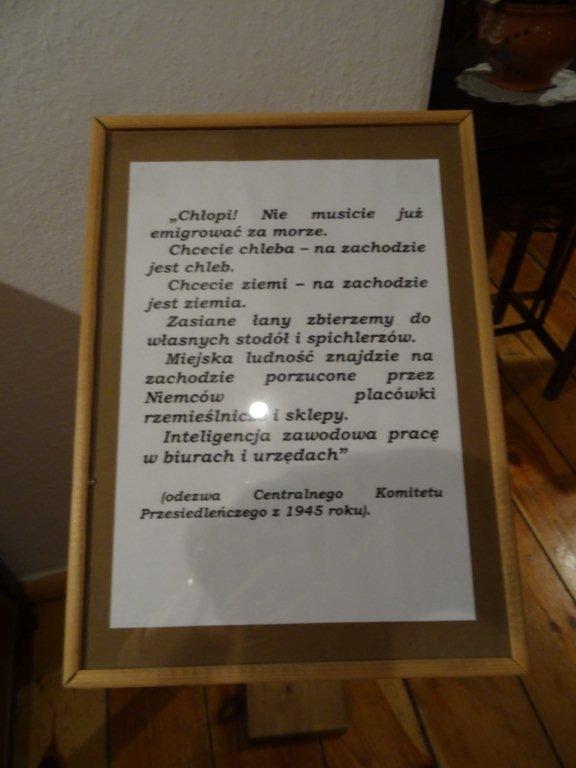 „Chłopi! Nie musicie już
emigrować za morze.
Chcecie chleba – na zachodzie
jest chleb.
Chcecie ziemi – na zachodzie
jest ziemia.
Zasiane łany zbierzemy do
własnych stodół i spichlerzów.
Miejska ludność znajdzie na
zachodzie porzucone przez
Niemców placówki
i sklepy.
Inteligencja zawodowa pracę
w biurach i urzędach”
(odezwa Centralnego Komitetu
Przesiedleńczego z 1945 roku).